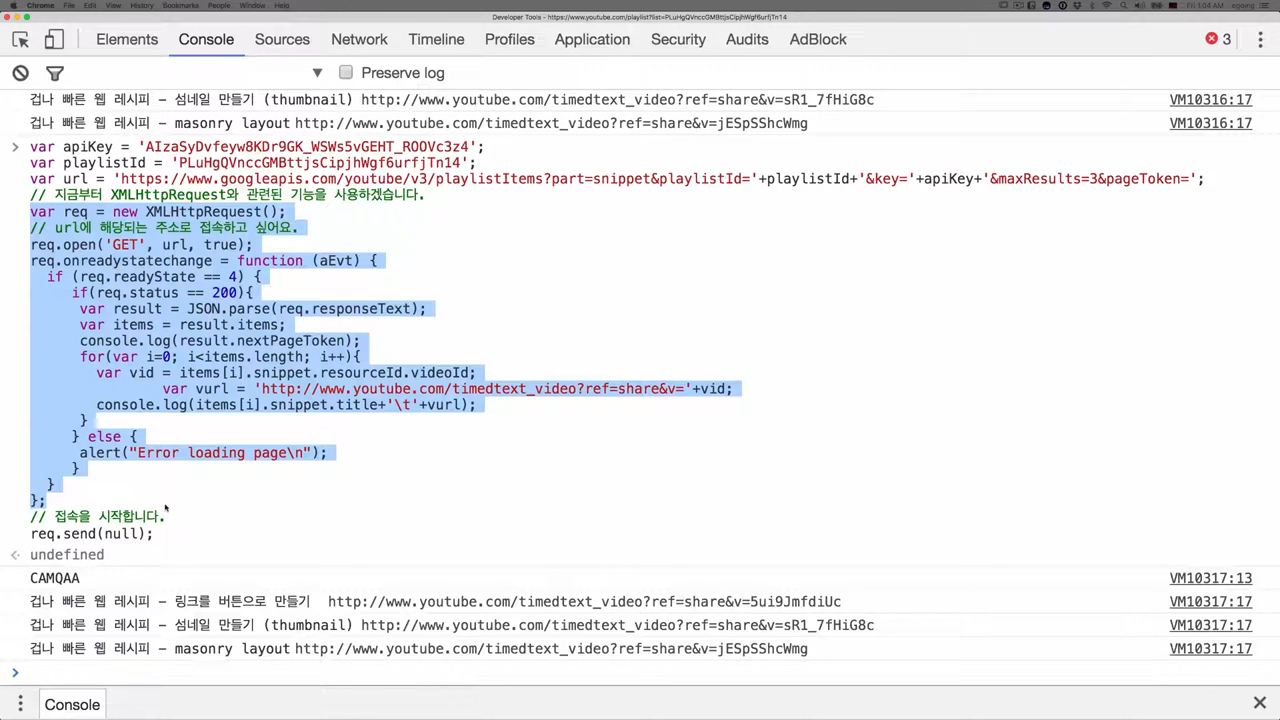 Chrome File Edit View History Bookmarks People Window Help
Fri 1:04 AM egoing
Developer Tools - https://www.youtube.com/playlist?list=PLuHgQVnccGMBttjsCipjhWgf6urfjTn14
Elements Console Sources Network Timeline Profiles Application Security Audits AdBlock 3
Preserve log
겁나 빠른 웹 레시피 - 섬네일 만들기 (thumbnail) http://www.youtube.com/timedtext_video?ref=share&v=sR1_7fHiG8c VM10316:17
겁나 빠른 웹 레시피 - masonry layout http://www.youtube.com/timedtext_video?ref=share&v=jESpSShcWmg VM10316:17
> var apiKey = 'AIzaSyDvfeyw8KDr9GK_WSWs5vGEHT_ROOVc3z4';
var playlistId = 'PLuHgQVnccGMBttjsCipjhWgf6urfjTn14';
var url = 'https://www.googleapis.com/youtube/v3/playlistItems?part=snippet&playlistId='+playlistId+'&key='+apiKey+'&maxResults=3&pageToken=';
// 지금부터 XMLHttpRequest와 관련된 기능을 사용하겠습니다.
var req = new XMLHttpRequest();
// url에 해당되는 주소로 접속하고 싶어요.
req.open('GET', url, true);
req.onreadystatechange = function (aEvt) {
if (req.readyState == 4) {
if(req.status == 200){
var result = JSON.parse(req.responseText);
var items = result.items;
console.log(result.nextPageToken);
for(var i=0; i<items.length; i++){
var vid = items[i].snippet.resourceId.videoId;
var vurl = 'http://www.youtube.com/timedtext_video?ref=share&v='+vid;
console.log(items[i].snippet.title+'\t'+vurl);
}
} else {
alert("Error loading page\n");
}
}
};
// 접속을 시작합니다.
req.send(null);
undefined
CAMQAA VM10317:13
겁나 빠른 웹 레시피 - 링크를 버튼으로 만들기 http://www.youtube.com/timedtext_video?ref=share&v=5ui9JmfdiUc VM10317:17
겁나 빠른 웹 레시피 - 섬네일 만들기 (thumbnail) http://www.youtube.com/timedtext_video?ref=share&v=sR1_7fHiG8c VM10317:17
겁나 빠른 웹 레시피 - masonry layout http://www.youtube.com/timedtext_video?ref=share&v=jESpSShcWmg VM10317:17
>
Console